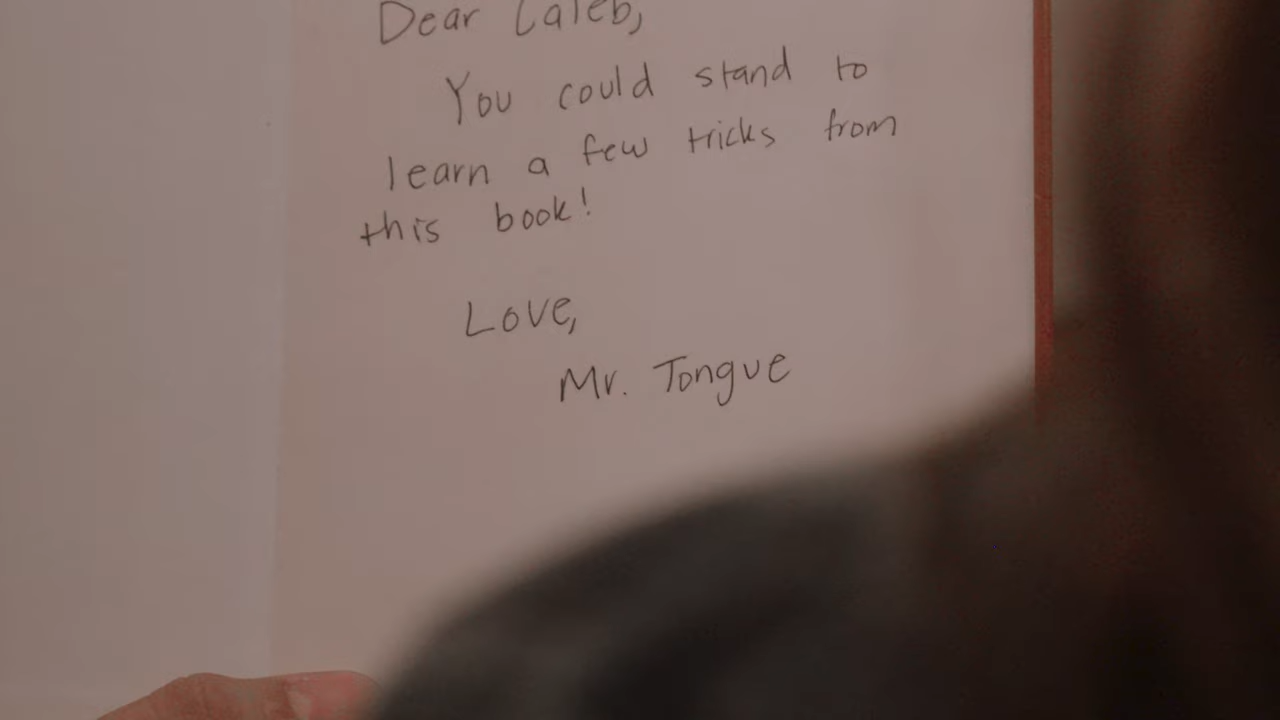 Dear Caleb,
You could stand to
learn a few tricks from
this book!
Love,
Mr. Tongue